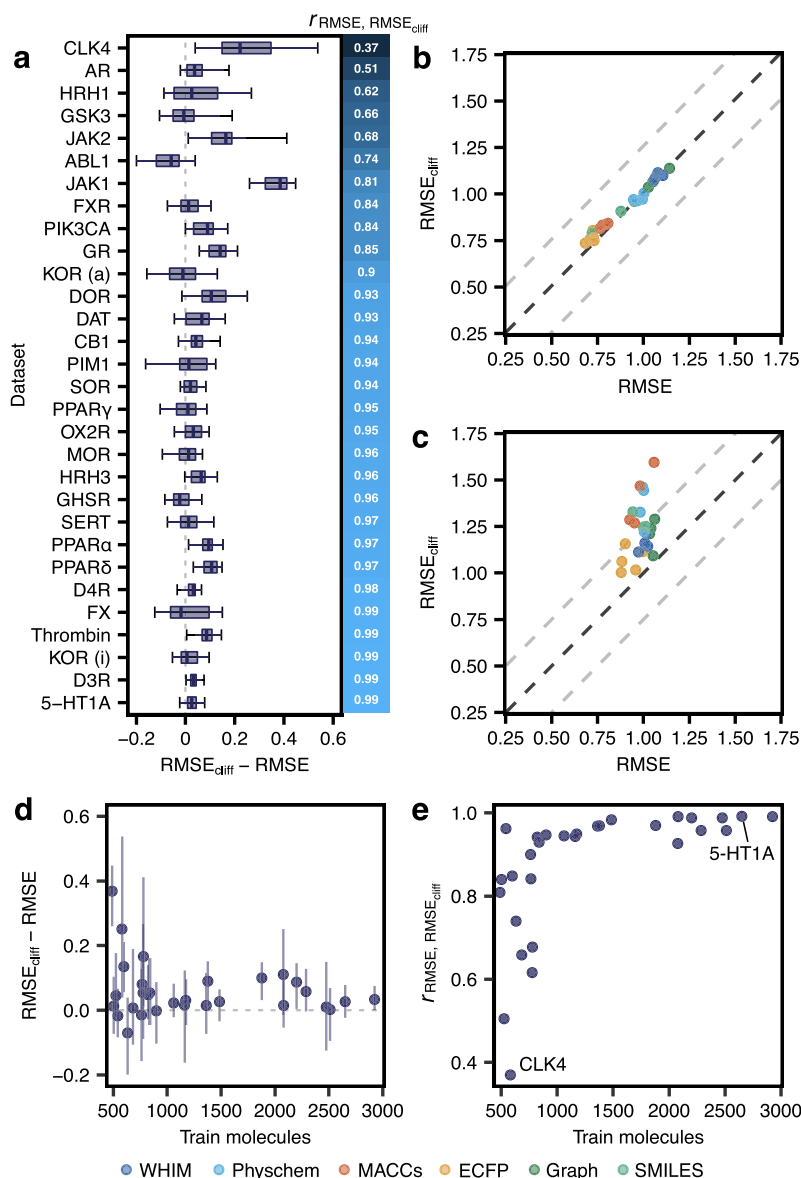 r RMSE, RMSEcliff
a
CLK4 0.37
AR 0.51
HRH1 0.62
GSK3 0.66
JAK2 0.68
ABL1 0.74
JAK1 0.81
FXR 0.84
PIK3CA 0.84
GR 0.85
KOR (a) 0.9
DOR 0.93
DAT 0.93
CB1 0.94
PIM1 0.94
SOR 0.94
PPARγ 0.95
OX2R 0.95
MOR 0.96
HRH3 0.96
GHSR 0.96
SERT 0.97
PPARα 0.97
PPARδ 0.97
D4R 0.98
FX 0.99
Thrombin 0.99
KOR (i) 0.99
D3R 0.99
5−HT1A 0.99
Dataset
−0.2 0 0.2 0.4 0.6
RMSEcliff − RMSE
b
1.75
1.50
1.25
1.00
0.75
0.50
0.25
RMSEcliff
0.25 0.50 0.75 1.00 1.25 1.50 1.75
RMSE
c
1.75
1.50
1.25
1.00
0.75
0.50
0.25
RMSEcliff
0.25 0.50 0.75 1.00 1.25 1.50 1.75
RMSE
d
0.6
0.4
0.2
0.0
−0.2
RMSEcliff − RMSE
500 1000 1500 2000 2500 3000
Train molecules
e
1.0
0.8
0.6
0.4
r RMSE, RMSEcliff
5-HT1A
CLK4
500 1000 1500 2000 2500 3000
Train molecules
WHIM Physchem MACCs ECFP Graph SMILES